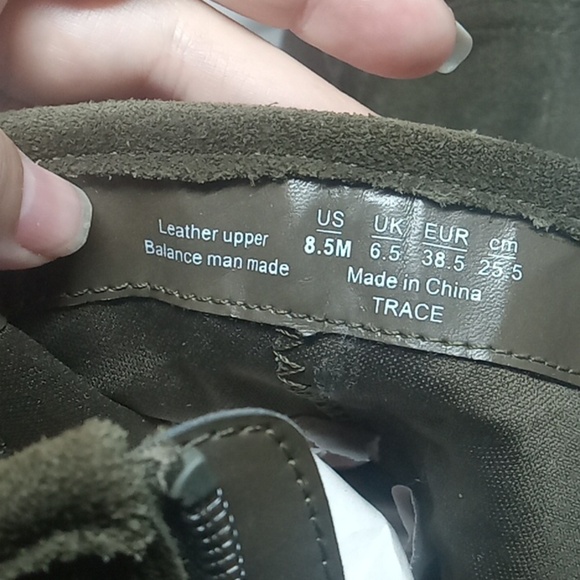 Leather upper
Balance man made
US UK EUR cm
8.5M 6.5 38.5 25.5
Made in China
TRACE